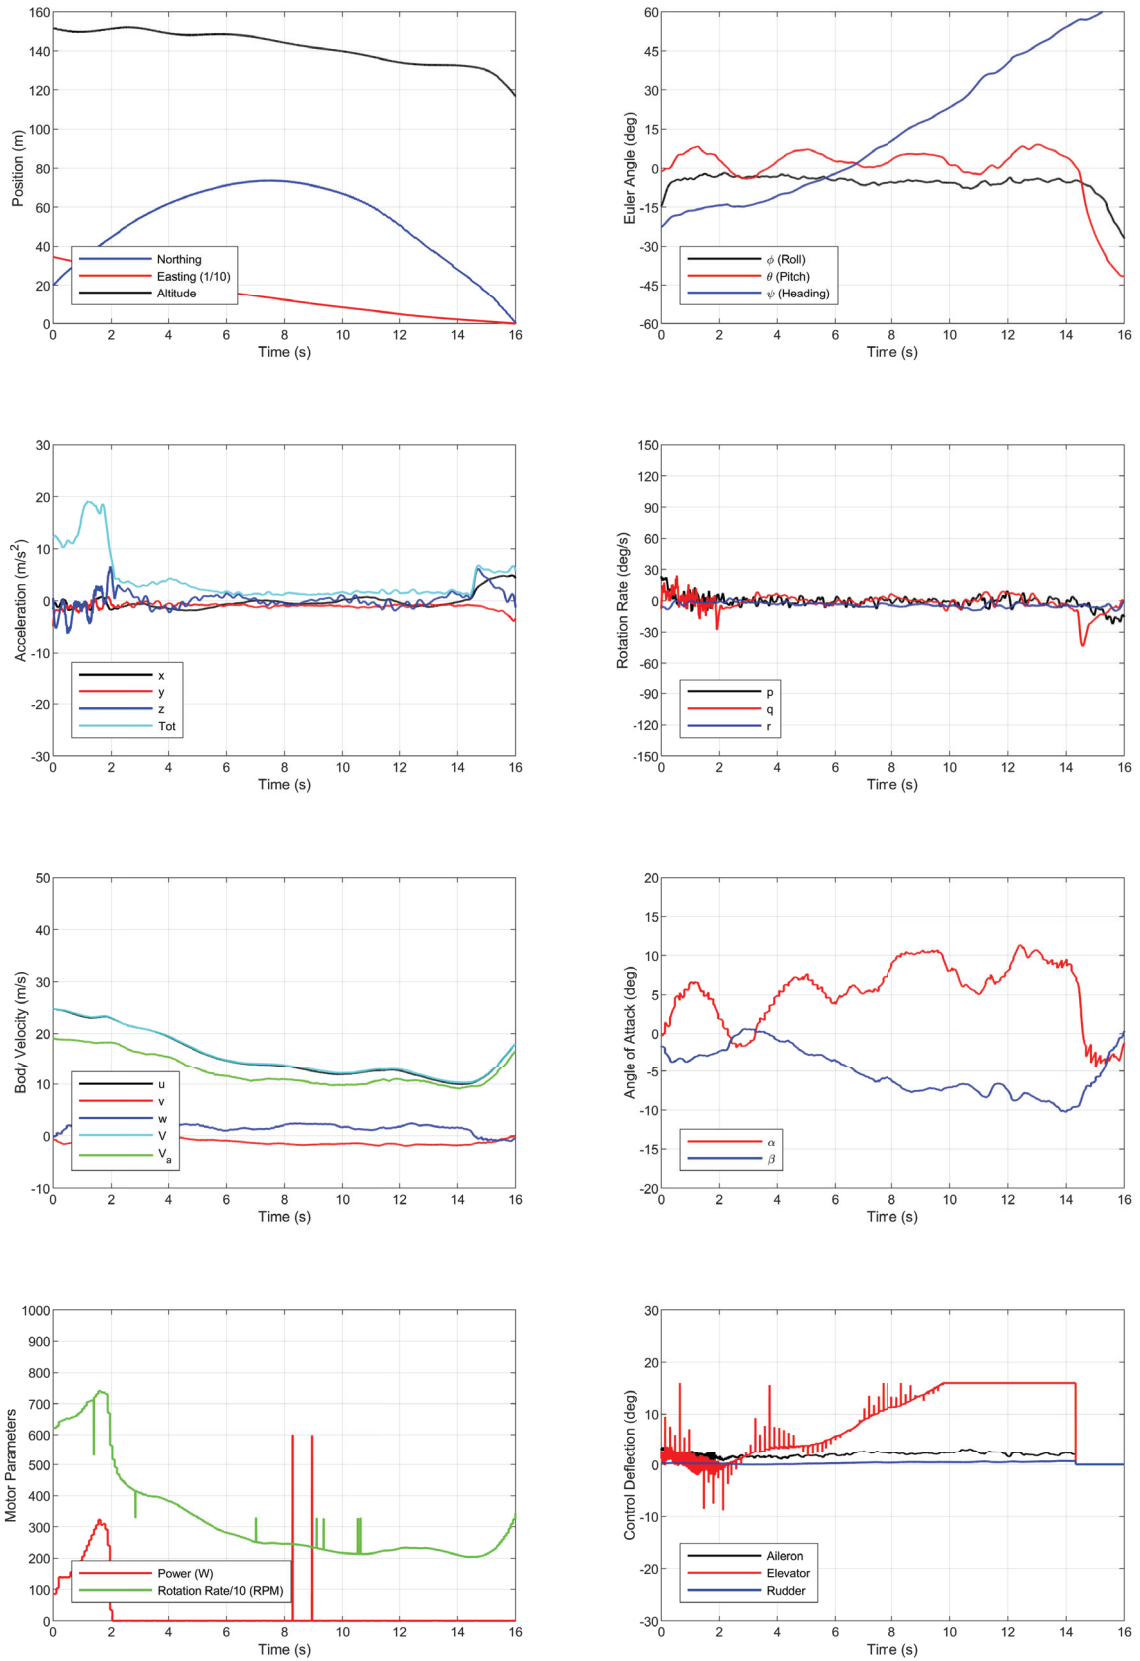 160
140
120
100
80
60
40
20
0
Position (m)
Northing
Easting (1/10)
Altitude
0 2 4 6 8 10 12 14 16
Time (s)
60
45
30
15
0
-15
-30
-45
-60
Euler Angle (deg)
ϕ (Roll)
θ (Pitch)
ψ (Heading)
0 2 4 6 8 10 12 14 16
Time (s)
30
20
10
0
-10
-20
-30
Acceleration (m/s²)
x
y
z
Tot
0 2 4 6 8 10 12 14 16
Time (s)
150
120
90
60
30
0
-30
-60
-90
-120
-150
Rotation Rate (deg/s)
p
q
r
0 2 4 6 8 10 12 14 16
Time (s)
50
40
30
20
10
0
-10
Body Velocity (m/s)
u
v
w
V
Va
0 2 4 6 8 10 12 14 16
Time (s)
20
15
10
5
0
-5
-10
-15
-20
Angle of Attack (deg)
α
β
0 2 4 6 8 10 12 14 16
Time (s)
1000
900
800
700
600
500
400
300
200
100
0
Motor Parameters
Power (W)
Rotation Rate/10 (RPM)
0 2 4 6 8 10 12 14 16
Time (s)
30
20
10
0
-10
-20
-30
Control Deflection (deg)
Aileron
Elevator
Rudder
0 2 4 6 8 10 12 14 16
Time (s)